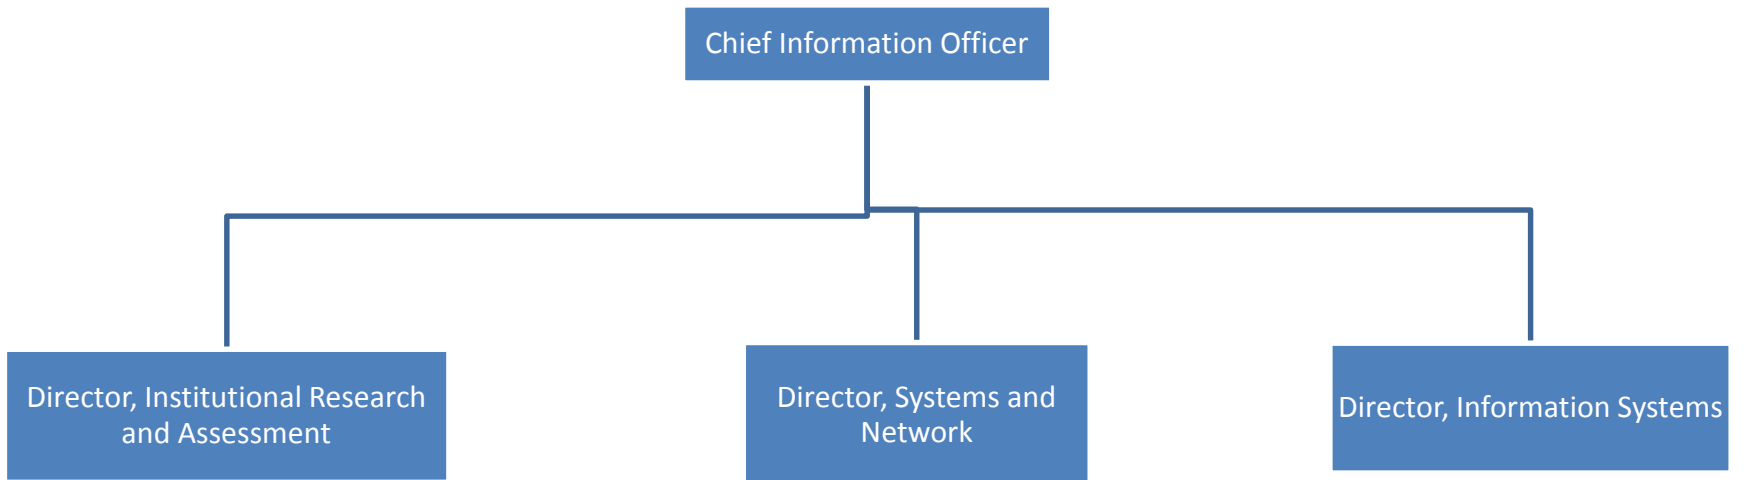 Chief Information Officer
Director, Institutional Research
and Assessment
Director, Systems and
Network
Director, Information Systems